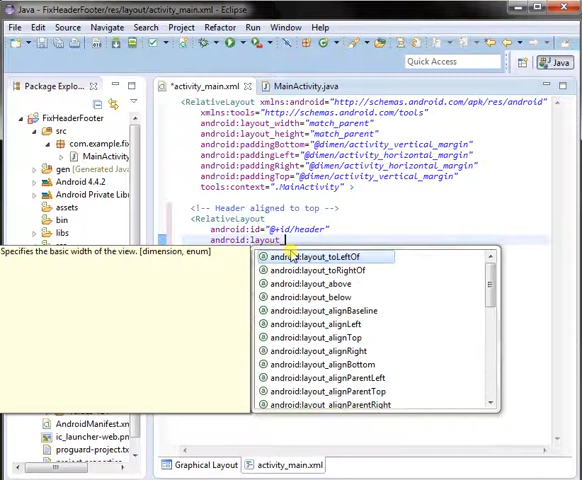 Java - FixHeaderFooter/res/layout/activity_main.xml - Eclipse
File Edit Source Refactor Navigate Search Project Refactor Run Window Help
Quick Access
Java
Package Explo...
*activity_main.xml
MainActivity.java
FixHeaderFooter
src
com.example.fix
MainActivity
gen [Generated Java
Android 4.4.2
Android Private Lib
assets
bin
libs
<RelativeLayout xmlns:android="http://schemas.android.com/apk/res/android"
xmlns:tools="http://schemas.android.com/tools"
android:layout_width="match_parent"
android:layout_height="match_parent"
android:paddingBottom="@dimen/activity_vertical_margin"
android:paddingLeft="@dimen/activity_horizontal_margin"
android:paddingRight="@dimen/activity_horizontal_margin"
android:paddingTop="@dimen/activity_vertical_margin"
tools:context=".MainActivity" >
<!-- Header aligned to top -->
<RelativeLayout
android:id="@+id/header"
android:layout_
Specifies the basic width of the view. [dimension, enum]
android:layout_toLeftOf
android:layout_toRightOf
android:layout_above
android:layout_below
android:layout_alignBaseline
android:layout_alignLeft
android:layout_alignTop
android:layout_alignRight
android:layout_alignBottom
android:layout_alignParentLeft
android:layout_alignParentTop
android:layout_alignParentRight
AndroidManifest.xm
ic_launcher-web.pn
proguard-project.tx
Graphical Layout
activity_main.xml